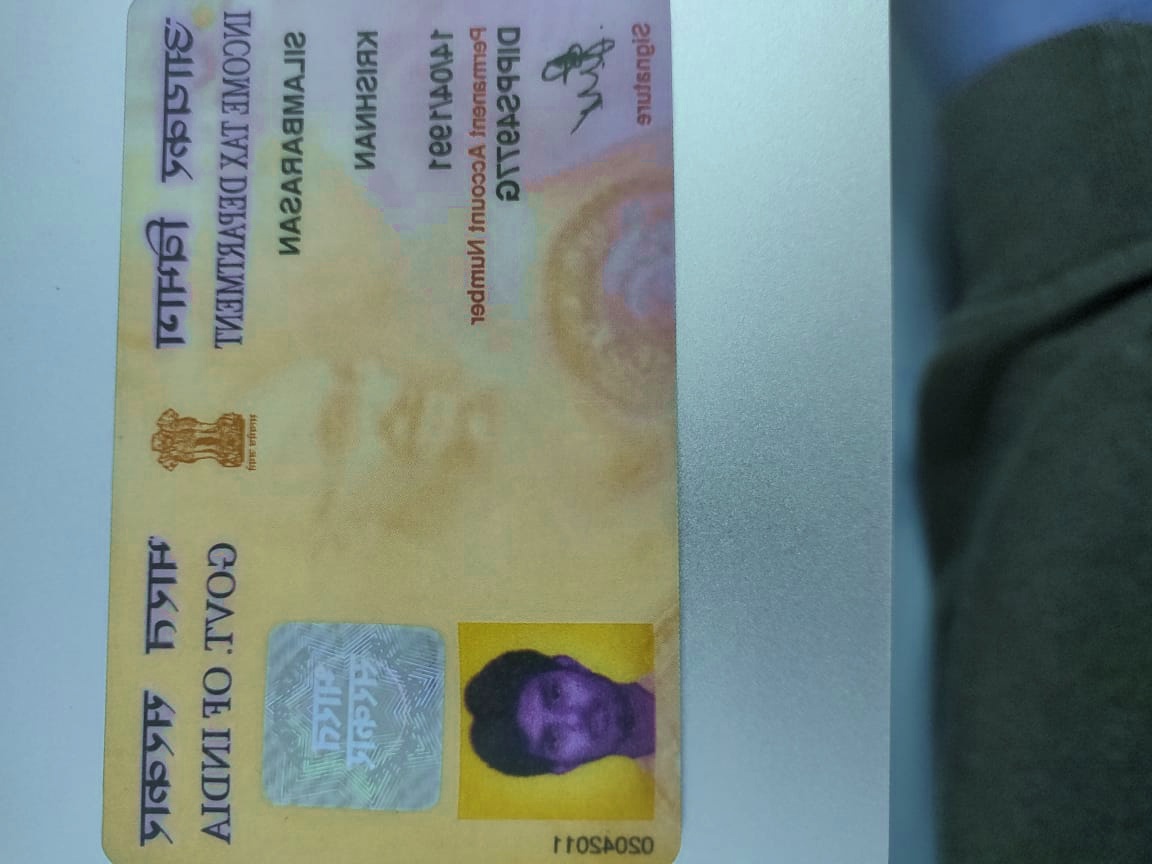 आयकर विभाग भारत सरकार
INCOME TAX DEPARTMENT GOVT. OF INDIA
सत्यमेव जयते
SILAMBARASAN
KRISHNAN
14/04/1991
Permanent Account Number
DIPPS4977G
Signature
भारत
सरकार
02042011